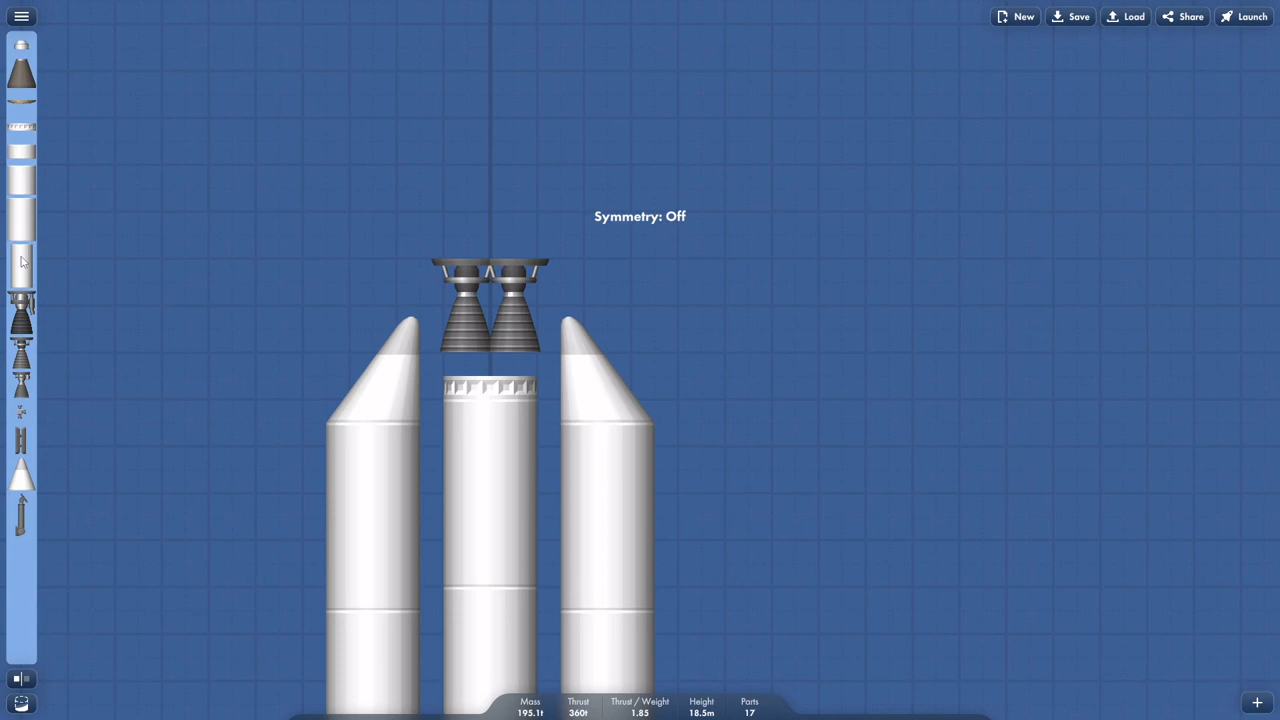 New
Save
Load
Share
Launch
Symmetry: Off
Mass
Thrust
Thrust / Weight
Height
Parts
195.1t
360t
1.85
18.5m
17